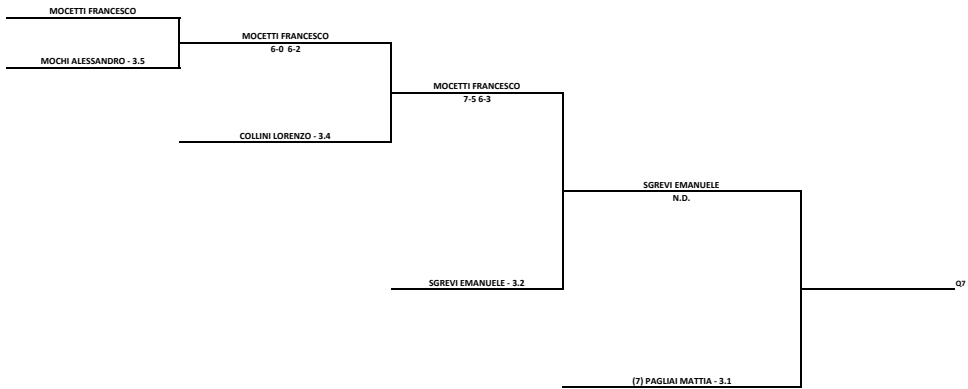 MOCETTI FRANCESCO
MOCETTI FRANCESCO
6-0 6-2
MOCHI ALESSANDRO - 3.5
MOCETTI FRANCESCO
7-5 6-3
COLLINI LORENZO - 3.4
SGREVI EMANUELE
N.D.
SGREVI EMANUELE - 3.2
Q7
(7) PAGLIAI MATTIA - 3.1